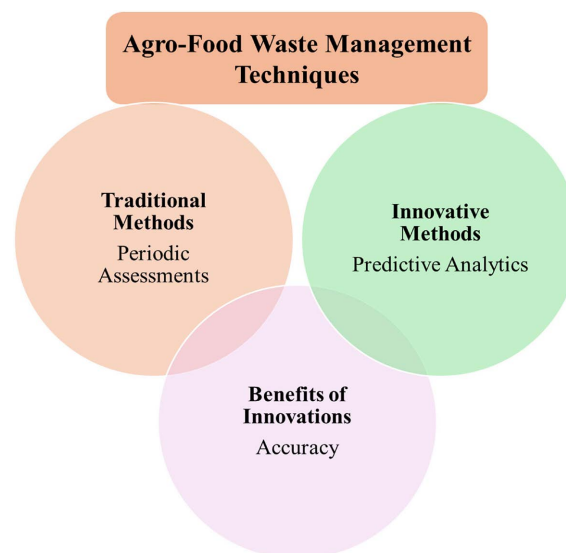 Agro-Food Waste Management
Techniques
Traditional
Methods
Periodic
Assessments
Innovative
Methods
Predictive Analytics
Benefits of
Innovations
Accuracy